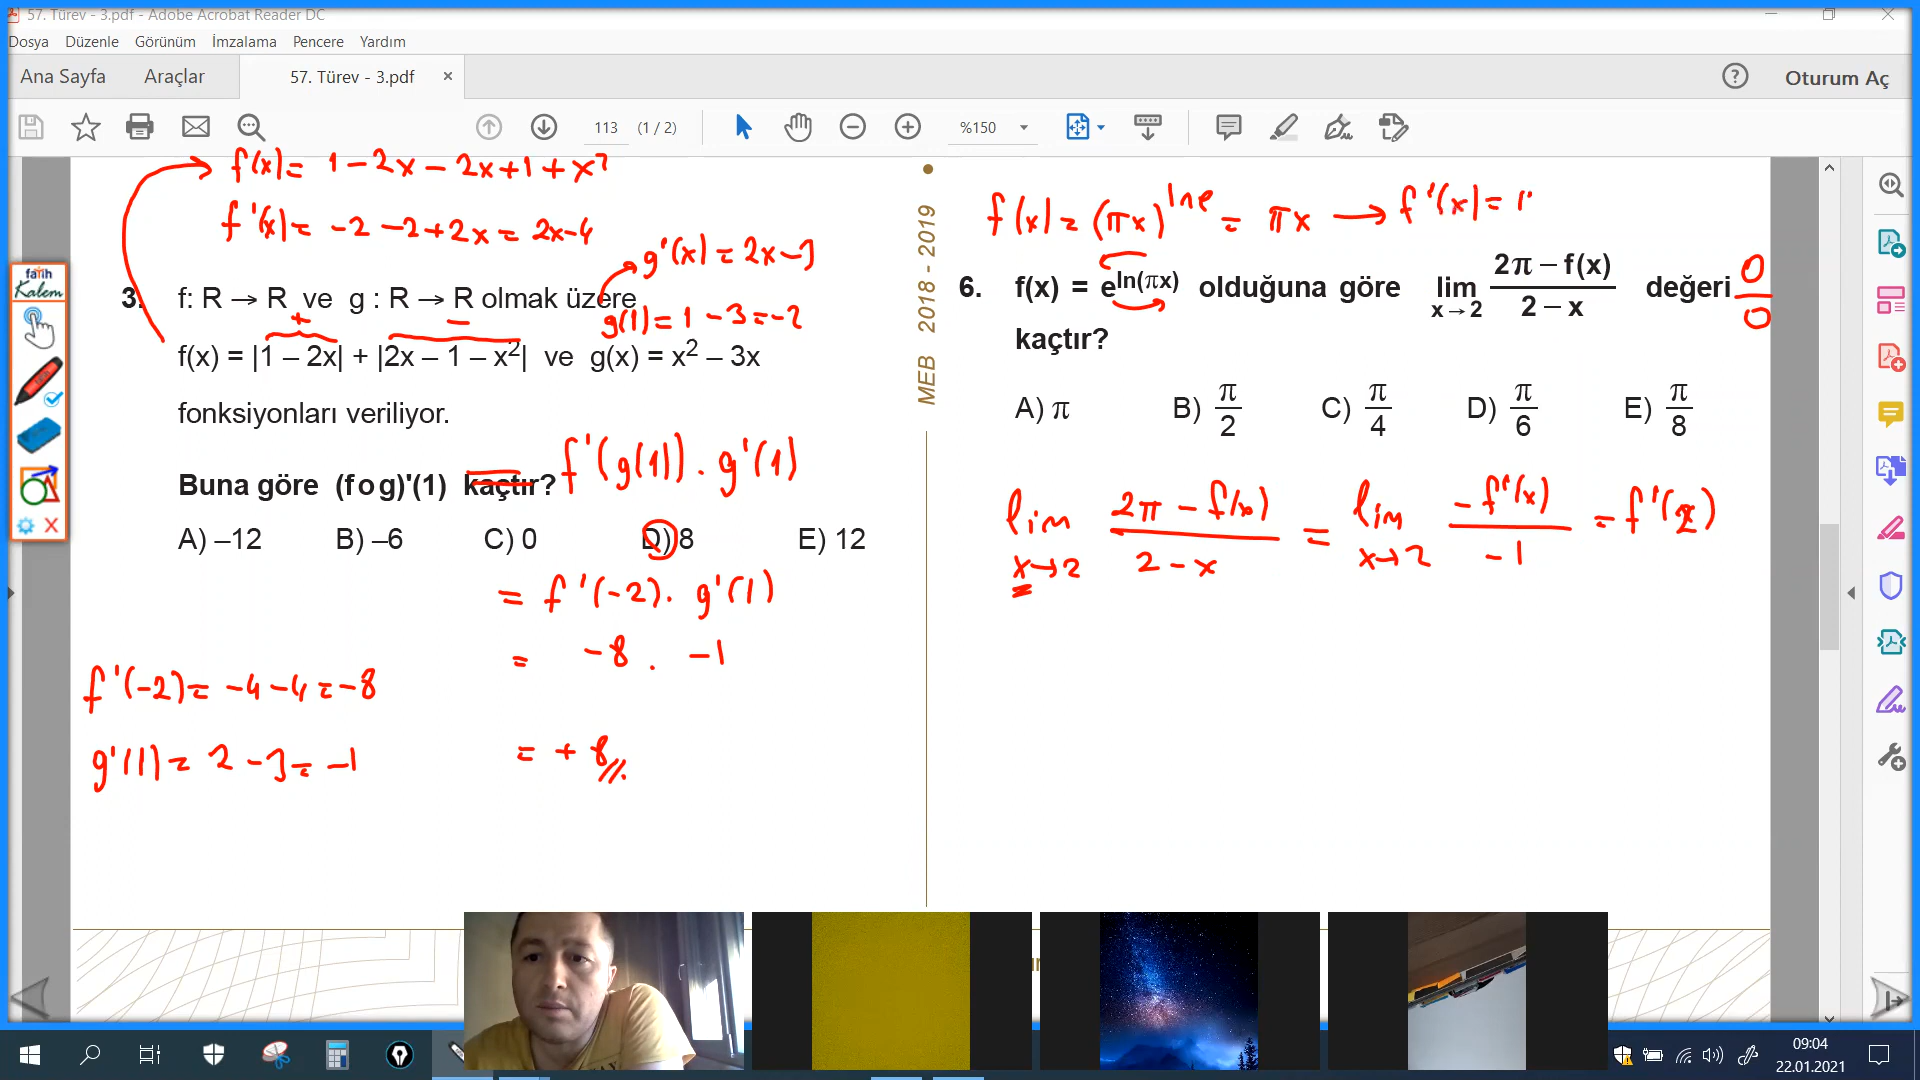 57. Türev - 3.pdf - Adobe Acrobat Reader DC
Dosya Düzenle Görünüm İmzalama Pencere Yardım
Ana Sayfa Araçlar 57. Türev - 3.pdf × ? Oturum Aç
113 (1 / 2) %150
f(x) = 1 - 2x - 2x + 1 + x²
f'(x) = -2 - 2 + 2x = 2x - 4
g'(x) = 2x - 3
g(1) = 1 - 3 = -2
fatih
Kalem
3. f: R → R ve g : R → R olmak üzere
+ −
f(x) = |1 – 2x| + |2x – 1 – x²| ve g(x) = x² – 3x
fonksiyonları veriliyor.
Buna göre (fog)'(1) kaçtır?
f'(g(1)) . g'(1)
A) –12 B) –6 C) 0 D) 8 E) 12
= f'(-2) . g'(1)
= -8 . -1
f'(-2) = -4 - 4 = -8
g'(1) = 2 - 3 = -1
= + 8
MEB 2018 - 2019
f(x) = (πx)^lne = πx → f'(x) =
6. f(x) = e^ln(πx) olduğuna göre lim x→2 (2π – f(x))/(2 – x) değeri
0/0
kaçtır?
A) π B) π/2 C) π/4 D) π/6 E) π/8
lim x→2 (2π - f(x))/(2 - x) = lim x→2 (-f'(x))/(-1) = f'(2)
09:04
22.01.2021